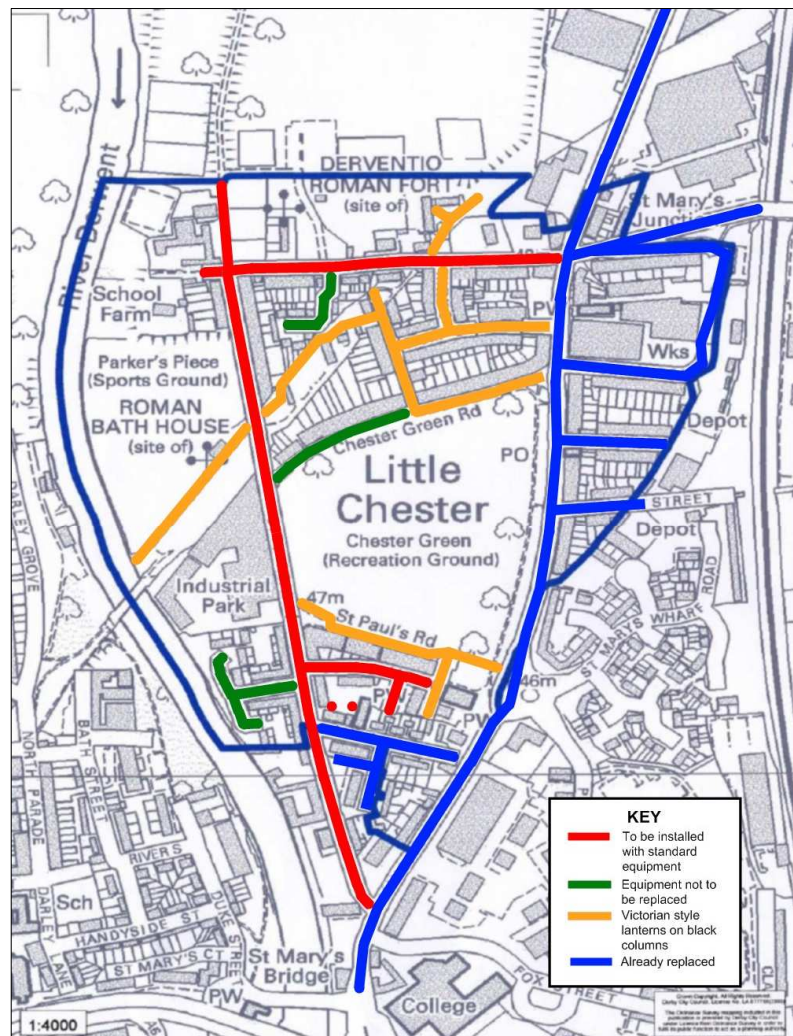 DERVENTIO
ROMAN FORT
(site of)
St Mary's
Junction
River Derwent
School
Farm
Parker's Piece
(Sports Ground)
ROMAN
BATH HOUSE
(site of)
PW
Wks
Depot
Chester Green Rd
PO
Little
Chester
Chester Green
(Recreation Ground)
STREET
Depot
DARLEY GROVE
Industrial
Park
47m
St Paul's Rd
ST MARY'S WHARF ROAD
46m
PW
NORTH PARADE
BATH STREET
RIVER S
Sch
HANDYSIDE ST
DARLEY LANE
ST MARY'S CT
DUKE STREET
St Mary's
Bridge
PW
FOX STREET
College
1:4000
KEY
To be installed
with standard
equipment
Equipment not to
be replaced
Victorian style
lanterns on black
columns
Already replaced